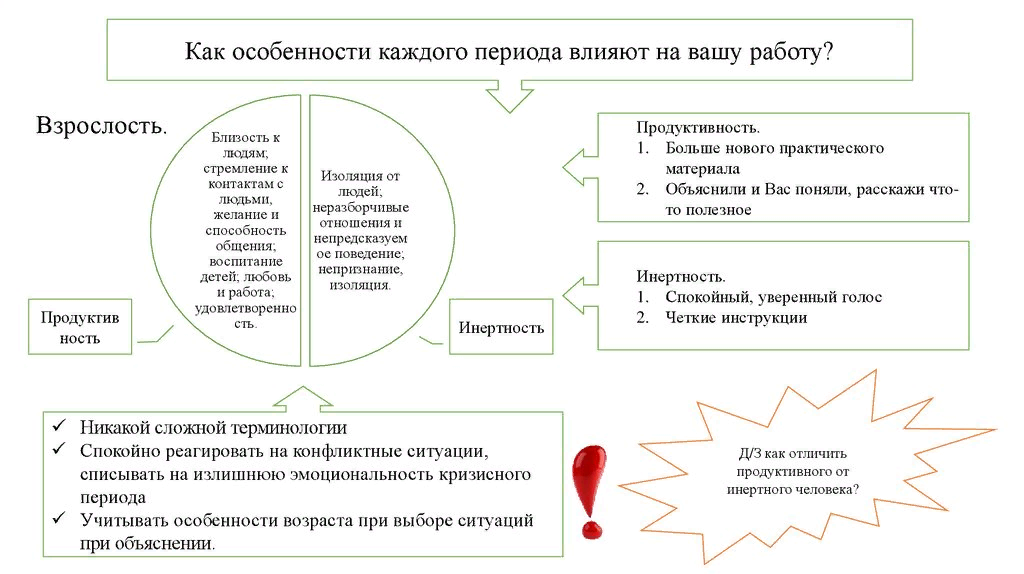 Как особенности каждого периода влияют на вашу работу?
Взрослость.
Близость к
людям;
стремление к
контактам с
людьми,
желание и
способность
общения;
воспитание
детей; любовь
и работа;
удовлетворенно
сть.
Изоляция от
людей;
неразборчивые
отношения и
непредсказуем
ое поведение;
непризнание,
изоляция.
Продуктив
ность
Инертность
Продуктивность.
1. Больше нового практического
материала
2. Объяснили и Вас поняли, расскажи что-
то полезное
Инертность.
1. Спокойный, уверенный голос
2. Четкие инструкции
✓ Никакой сложной терминологии
✓ Спокойно реагировать на конфликтные ситуации,
списывать на излишнюю эмоциональность кризисного
периода
✓ Учитывать особенности возраста при выборе ситуаций
при объяснении.
Д/З как отличить
продуктивного от
инертного человека?